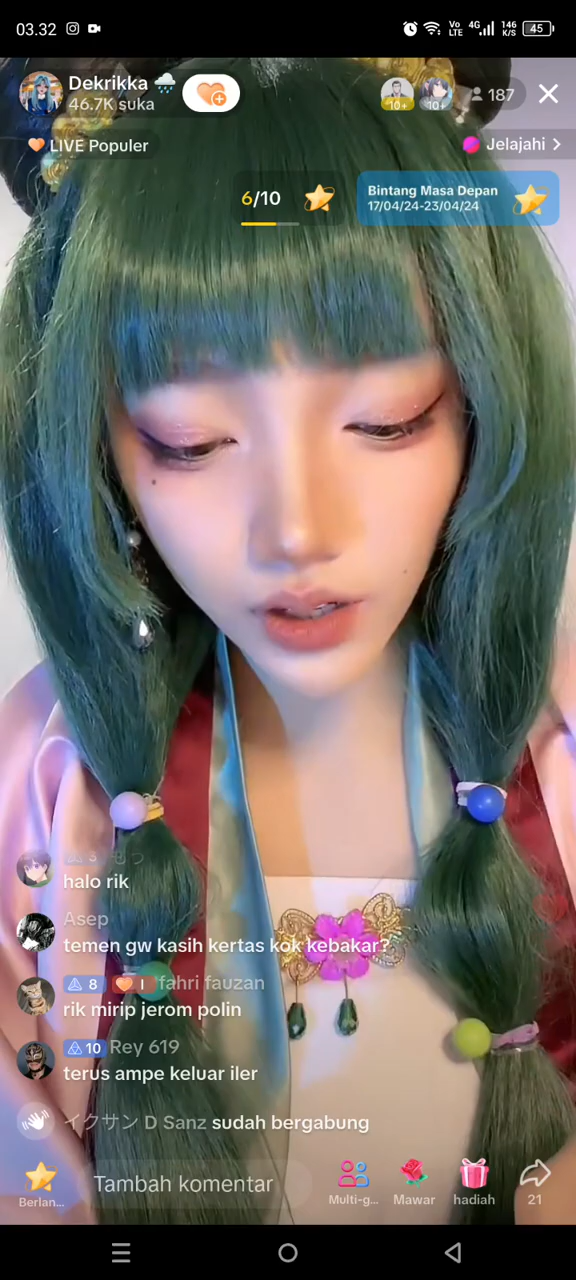 03.32
Vo LTE 4G 146 K/S 45
Dekrikka 🌧️
46.7K suka
10+ 10+ 187
LIVE Populer
Jelajahi >
6/10
Bintang Masa Depan
17/04/24-23/04/24
halo rik
Asep
temen gw kasih kertas kok kebakar?
8 I fahri fauzan
rik mirip jerom polin
10 Rey 619
terus ampe keluar iler
イクサン D Sanz sudah bergabung
Berlan...
Tambah komentar
Multi-g...
Mawar
hadiah
21